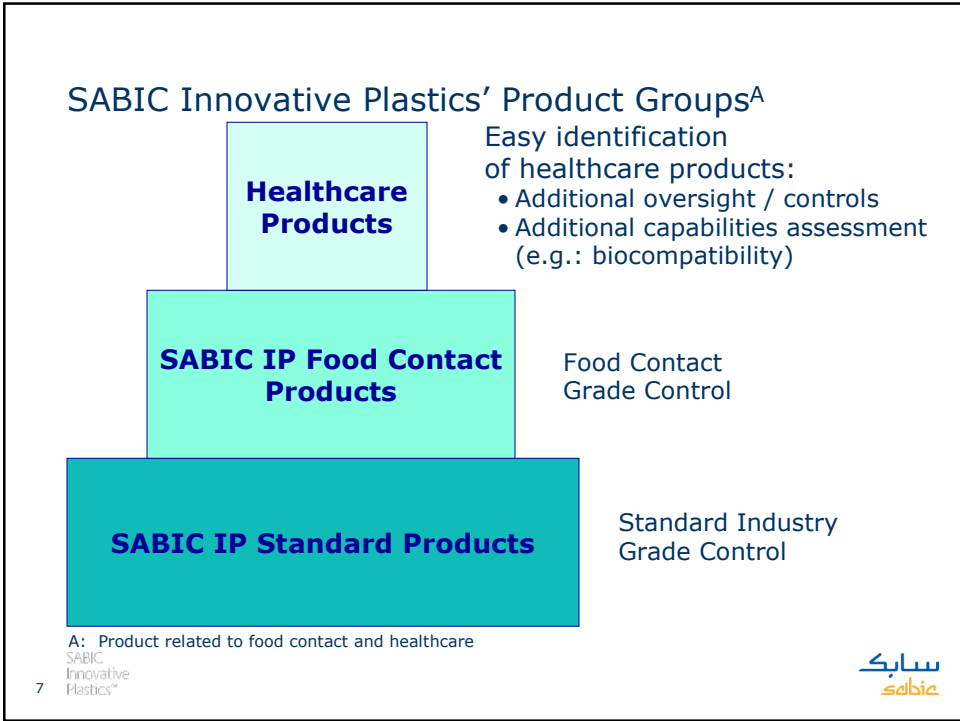 SABIC Innovative Plastics’ Product Groupsᴬ
Healthcare
Products
Easy identification
of healthcare products:
• Additional oversight / controls
• Additional capabilities assessment
(e.g.: biocompatibility)
SABIC IP Food Contact
Products
Food Contact
Grade Control
SABIC IP Standard Products
Standard Industry
Grade Control
A: Product related to food contact and healthcare
7
SABIC
Innovative
Plastics™
سابك
sabic